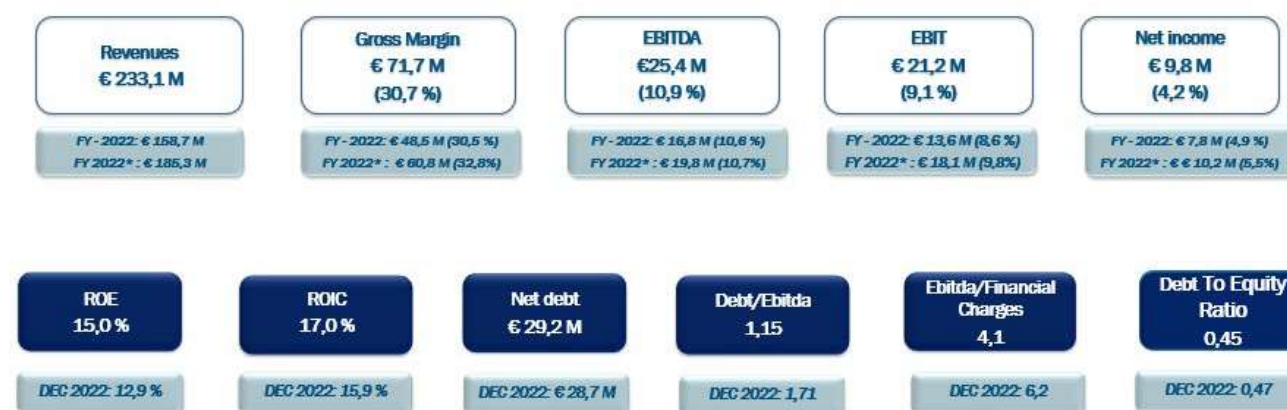 Revenues
€ 233,1 M
Gross Margin
€ 71,7 M
(30,7 %)
EBITDA
€25,4 M
(10,9 %)
EBIT
€ 21,2 M
(9,1 %)
Net income
€ 9,8 M
(4,2 %)
FY - 2022: € 158,7 M
FY 2022* : € 185,3 M
FY - 2022: € 48,5 M (30,5 %)
FY 2022* : € 60,8 M (32,8%)
FY - 2022: € 16,8 M (10,6 %)
FY 2022* : € 19,8 M (10,7%)
FY - 2022: € 13,6 M (8,6 %)
FY 2022* : € 18,1 M (9,8%)
FY - 2022: € 7,8 M (4,9 %)
FY 2022* : € € 10,2 M (5,5%)
ROE
15,0 %
ROIC
17,0 %
Net debt
€ 29,2 M
Debt/Ebitda
1,15
Ebitda/Financial
Charges
4,1
Debt To Equity
Ratio
0,45
DEC 2022: 12,9 %
DEC 2022: 15,9 %
DEC 2022: € 28,7 M
DEC 2022: 1,71
DEC 2022: 6,2
DEC 2022: 0,47